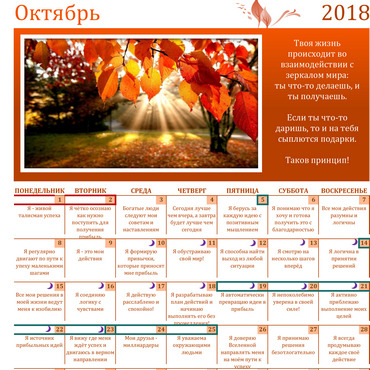 Октябрь 2018
Твоя жизнь
происходит во
взаимодействии с
зеркалом мира:
ты что-то делаешь, и
ты получаешь.
Если ты что-то
даришь, то и на тебя
сыплются подарки.
Таков принцип!
ПОНЕДЕЛЬНИК ВТОРНИК СРЕДА ЧЕТВЕРГ ПЯТНИЦА СУББОТА ВОСКРЕСЕНЬЕ
1 2 3 4 5 6 7
Я - живой
талисман успеха
Я чётко осознаю
как нужно
поступить для
получения
прибыль
Богатые люди
следуют мои
советам и
наставлениям
Сегодня лучше
чем вчера, а завтра
будет лучше чем
сегодня
Я берусь за
каждую идею с
позитивным
мышлением
Я понимаю что я
хочу и готова
получить это с
благодарностью
Все мои действия
разумны и
логичны
8 9 10 11 12 13 14
Я регулярно
двигают по пути к
успеху маленькими
шагами
Я - это мои
действия
Я формирую
привычки,
которые приносят
мне прибыль
Я обустраиваю
свой мир!
Я способна найти
выход из любой
ситуации
Я смотрю на
несколько шагов
вперёд
Я логична в
принятии
решений
15 16 17 18 19 20 21
Все мои решения в
моей жизни ведут
меня к изобилию
Я соединяю
логику с
чувствами
Я действую
расслаблено и
спокойно!
Я разрабатываю
план действий и
начинаю
выполнять его без
промедления!
Я автоматически
превращаю идеи в
прибыль.
Я непоколебимо
уверена в своей
силе!
Я активно
приближаю
выполнение моих
целей
22 23 24 25 26 27 28
Я источник
прибыльных идей
Я вижу где меня
ждёт успех и
двигаюсь в верном
направлении
Мои друзья -
миллиардеры
Я уважаема
окружающими
людьми
Я доверяю
Вселенной
направлять меня
на моём пути к
успеху
Я принимаю
решения
безотлагательно
Я всегда
продумываю
каждое своё
действие